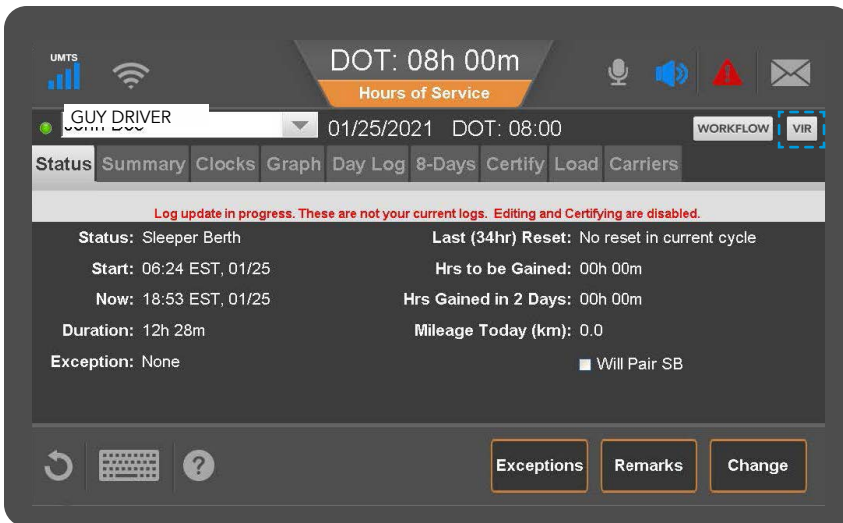 UMTS
DOT: 08h 00m
Hours of Service
GUY DRIVER
01/25/2021 DOT: 08:00
WORKFLOW
VIR
Status Summary Clocks Graph Day Log 8-Days Certify Load Carriers
Log update in progress. These are not your current logs. Editing and Certifying are disabled.
Status: Sleeper Berth
Last (34hr) Reset: No reset in current cycle
Start: 06:24 EST, 01/25
Hrs to be Gained: 00h 00m
Now: 18:53 EST, 01/25
Hrs Gained in 2 Days: 00h 00m
Duration: 12h 28m
Mileage Today (km): 0.0
Exception: None
Will Pair SB
?
Exceptions
Remarks
Change